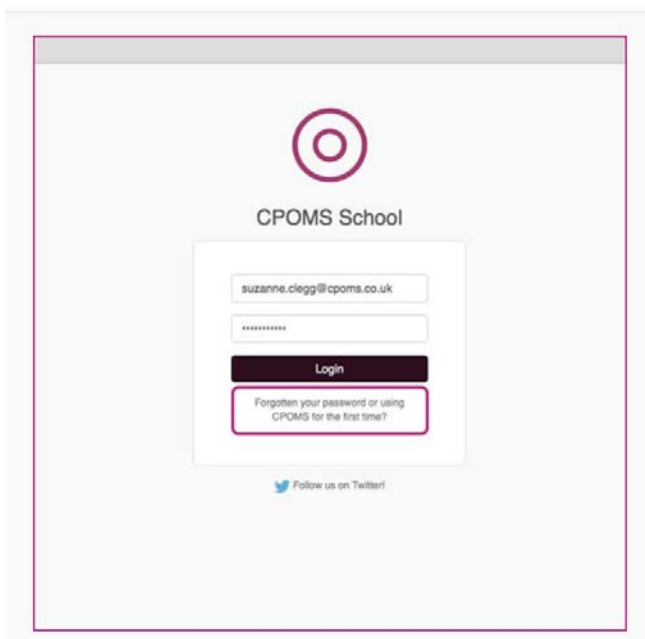 CPOMS School
suzanne.clegg@cpoms.co.uk
Login
Forgotten your password or using
CPOMS for the first time?
Follow us on Twitter!